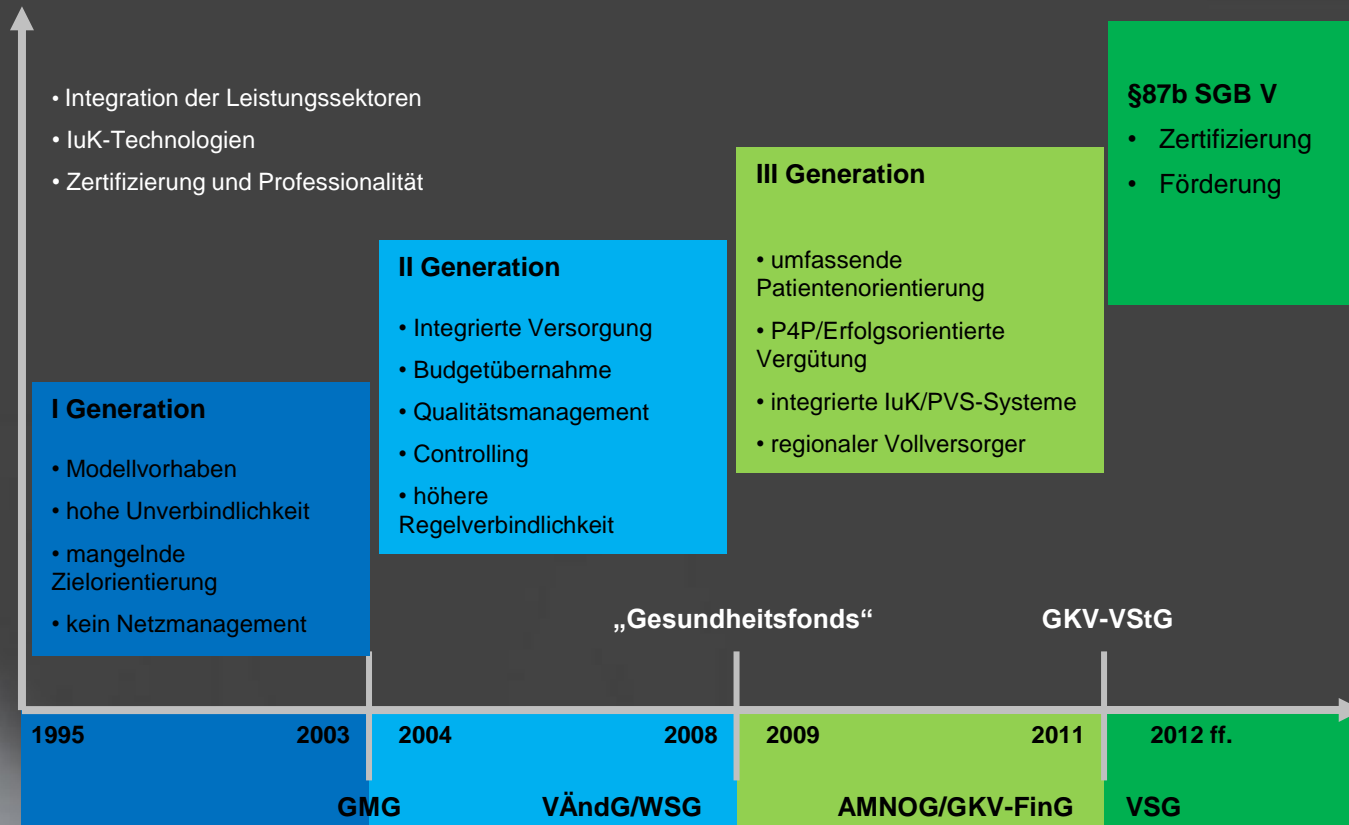 • Integration der Leistungssektoren
• IuK-Technologien
• Zertifizierung und Professionalität
I Generation
• Modellvorhaben
• hohe Unverbindlichkeit
• mangelnde
Zielorientierung
• kein Netzmanagement
II Generation
• Integrierte Versorgung
• Budgetübernahme
• Qualitätsmanagement
• Controlling
• höhere
Regelverbindlichkeit
III Generation
• umfassende
Patientenorientierung
• P4P/Erfolgsorientierte
Vergütung
• integrierte IuK/PVS-Systeme
• regionaler Vollversorger
§87b SGB V
• Zertifizierung
• Förderung
„Gesundheitsfonds“
GKV-VStG
1995 2003 2004 2008 2009 2011 2012 ff.
GMG VÄndG/WSG AMNOG/GKV-FinG VSG